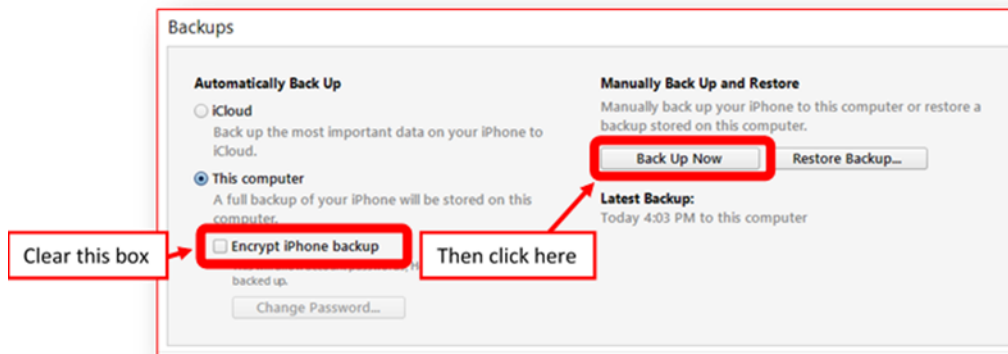 Backups
Automatically Back Up
iCloud
Back up the most important data on your iPhone to
iCloud.
This computer
A full backup of your iPhone will be stored on this
computer.
Encrypt iPhone backup
backed up.
Change Password...
Manually Back Up and Restore
Manually back up your iPhone to this computer or restore a
backup stored on this computer.
Back Up Now
Restore Backup...
Latest Backup:
Today 4:03 PM to this computer
Clear this box
Then click here